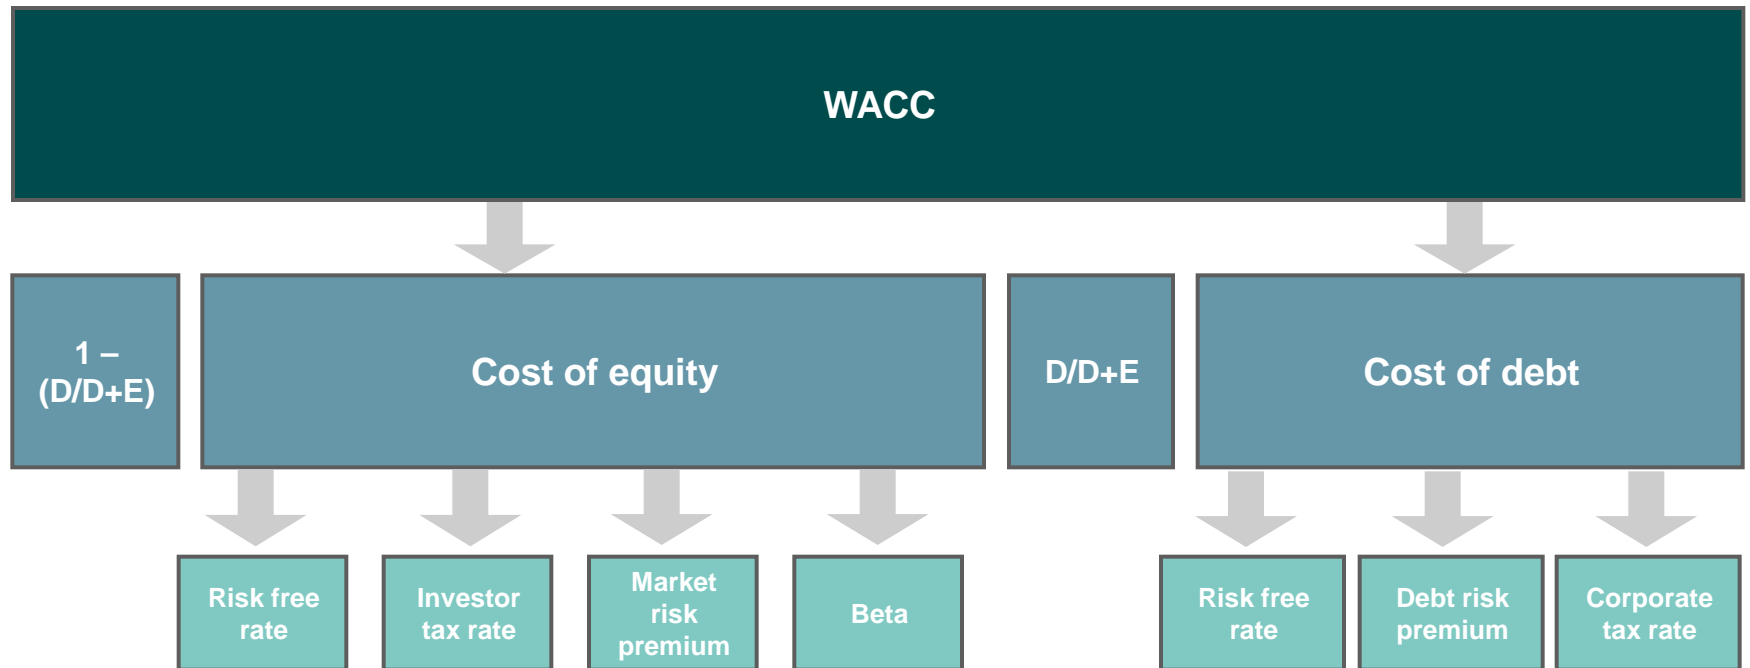 WACC
1 –
(D/D+E)
Cost of equity
D/D+E
Cost of debt
Risk free
rate
Investor
tax rate
Market
risk
premium
Beta
Risk free
rate
Debt risk
premium
Corporate
tax rate